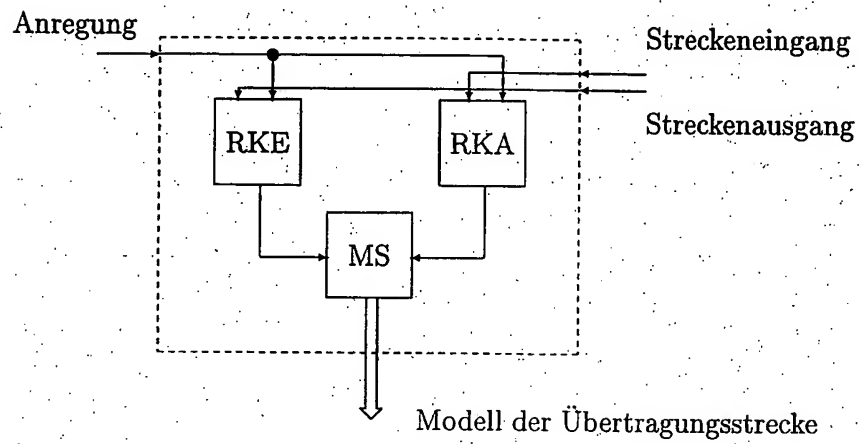 Anregung
Streckeneingang
Streckenausgang
RKE
RKA
MS
Modell der Übertragungsstrecke